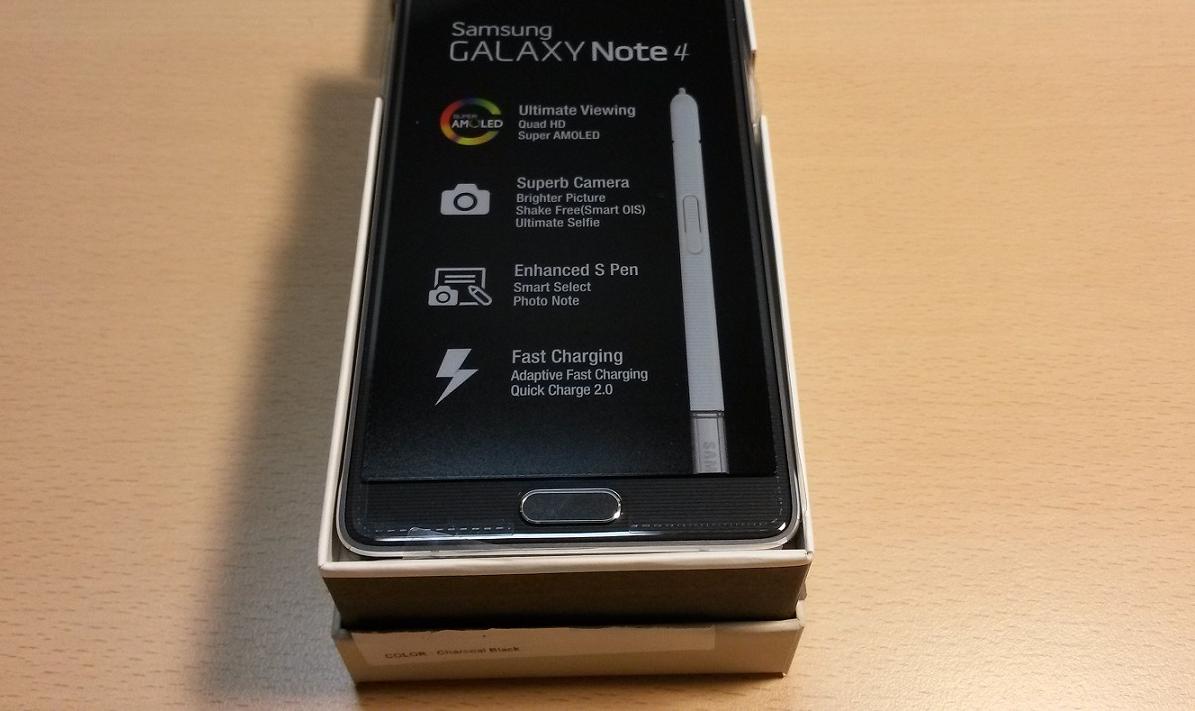 Samsung
GALAXY Note 4
SUPER
AMOLED
Ultimate Viewing
Quad HD
Super AMOLED
Superb Camera
Brighter Picture
Shake Free(Smart OIS)
Ultimate Selfie
Enhanced S Pen
Smart Select
Photo Note
Fast Charging
Adaptive Fast Charging
Quick Charge 2.0
SAM
COLOR : Charcoal Black